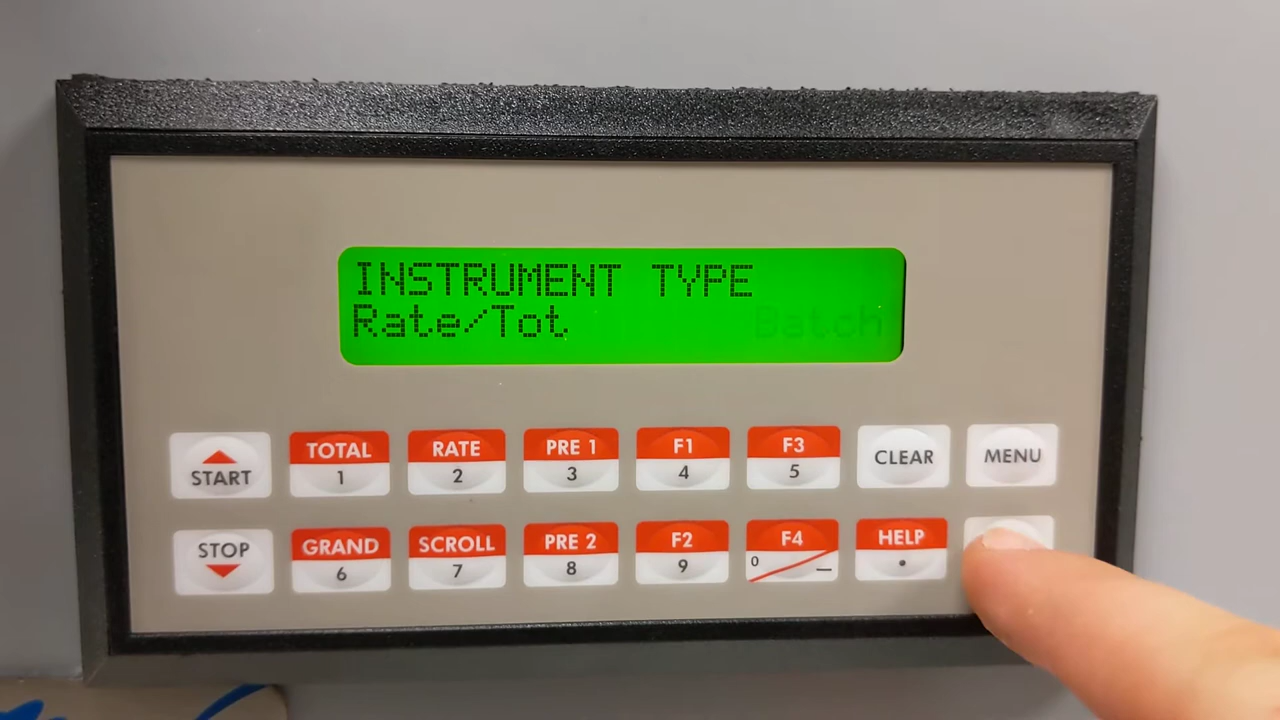 INSTRUMENT TYPE
Rate/Tot Batch
START TOTAL 1 RATE 2 PRE 1 3 F1 4 F3 5 CLEAR MENU
STOP GRAND 6 SCROLL 7 PRE 2 8 F2 9 F4 0 – HELP •